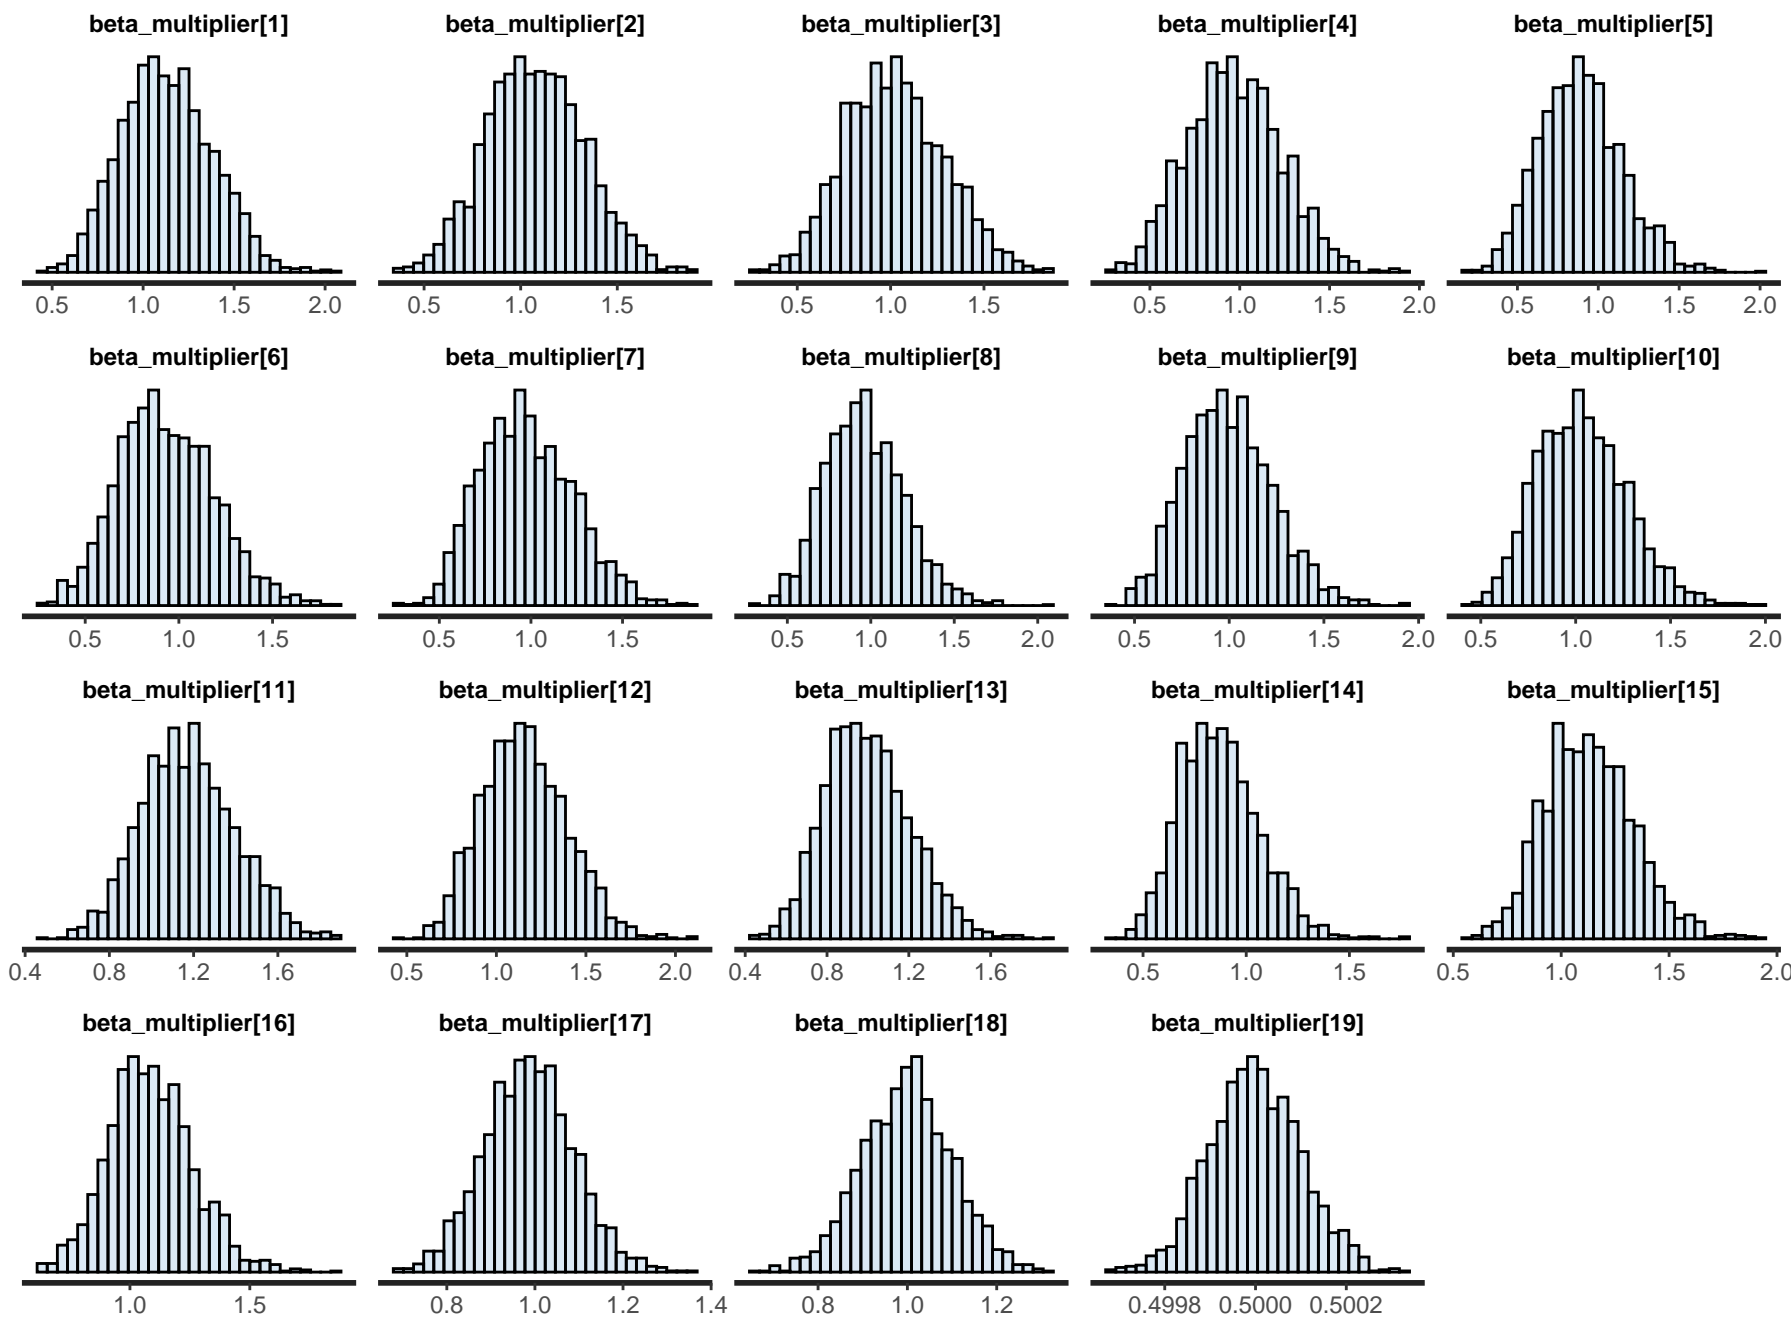 beta_multiplier[1] beta_multiplier[2] beta_multiplier[3] beta_multiplier[4] beta_multiplier[5]
0.5 1.0 1.5 2.0 0.5 1.0 1.5 0.5 1.0 1.5 0.5 1.0 1.5 2.0 0.5 1.0 1.5 2.0
beta_multiplier[6] beta_multiplier[7] beta_multiplier[8] beta_multiplier[9] beta_multiplier[10]
0.5 1.0 1.5 0.5 1.0 1.5 0.5 1.0 1.5 2.0 0.5 1.0 1.5 2.0 0.5 1.0 1.5 2.0
beta_multiplier[11] beta_multiplier[12] beta_multiplier[13] beta_multiplier[14] beta_multiplier[15]
0.4 0.8 1.2 1.6 0.5 1.0 1.5 2.0 0.4 0.8 1.2 1.6 0.5 1.0 1.5 0.5 1.0 1.5 2.0
beta_multiplier[16] beta_multiplier[17] beta_multiplier[18] beta_multiplier[19]
1.0 1.5 0.8 1.0 1.2 1.4 0.8 1.0 1.2 0.4998 0.5000 0.5002